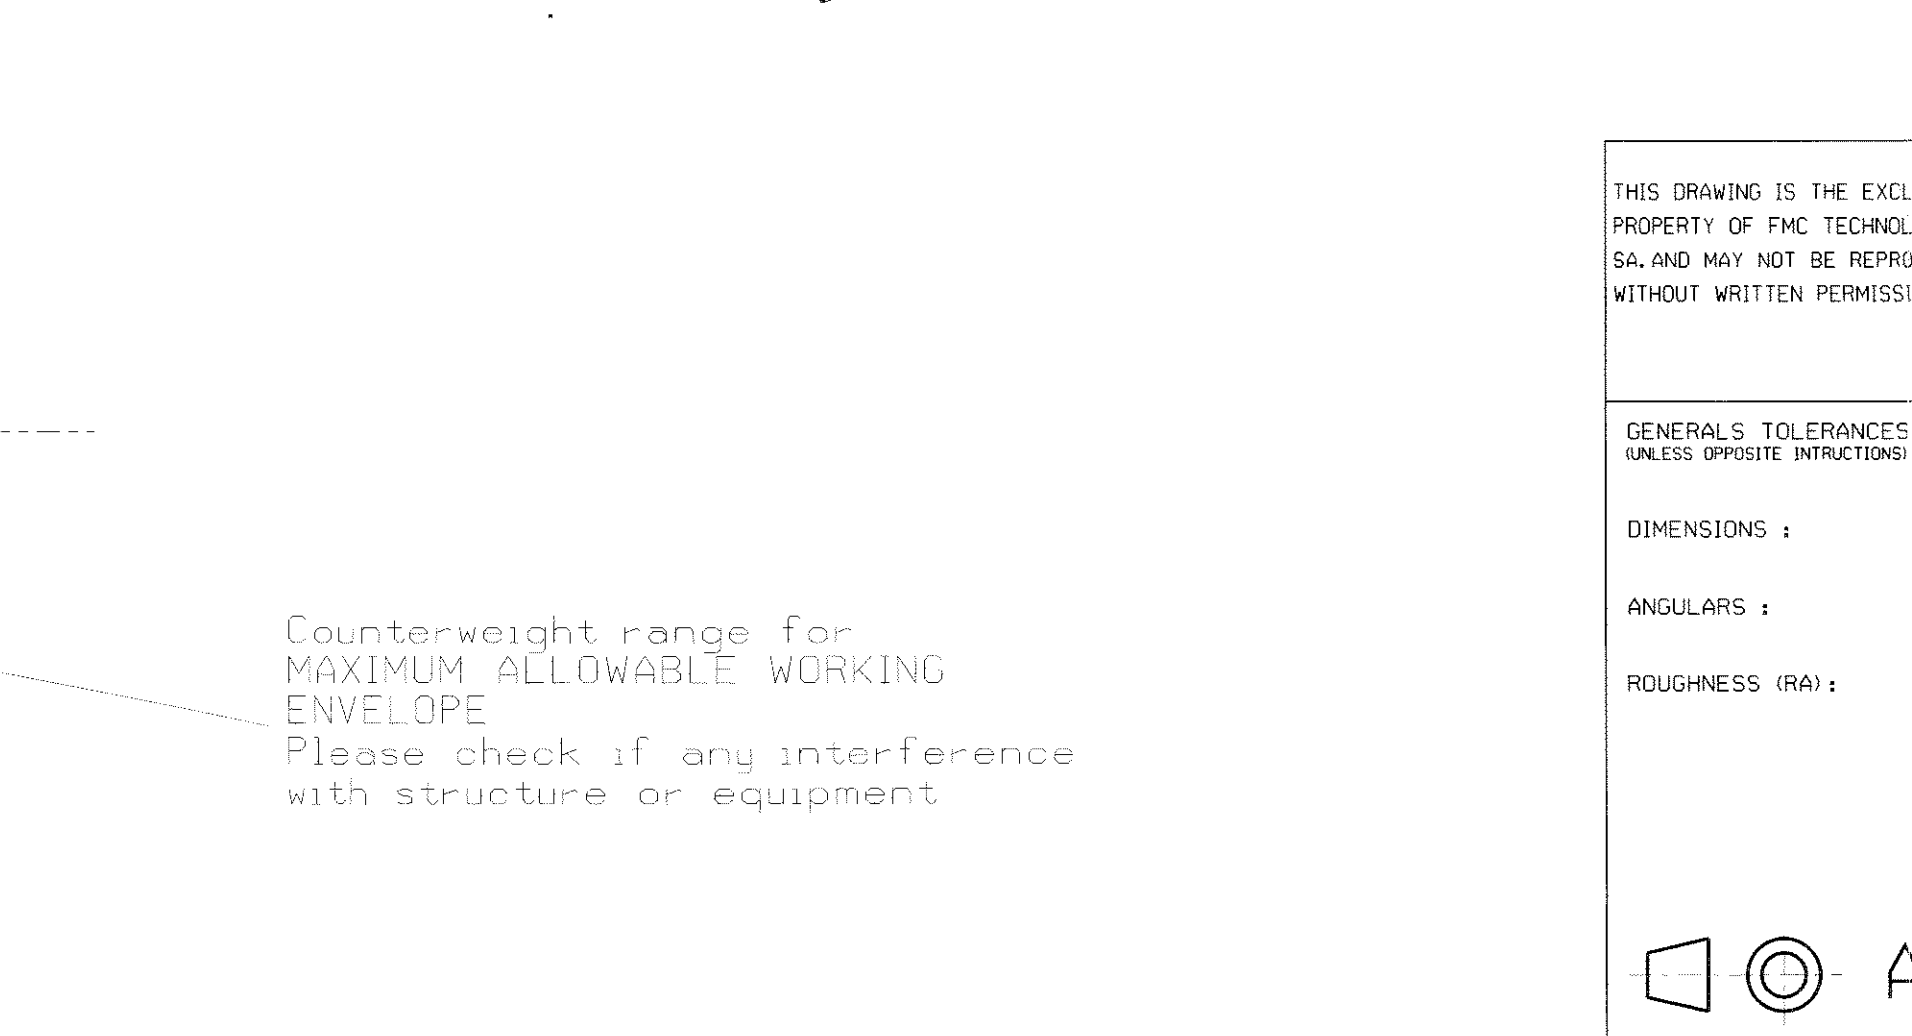 Counterweight range for
MAXIMUM ALLOWABLE WORKING
ENVELOPE
Please check if any interference
with structure or equipment
THIS DRAWING IS THE EXCL
PROPERTY OF FMC TECHNOL
SA. AND MAY NOT BE REPRO
WITHOUT WRITTEN PERMISSI
GENERALS TOLERANCES
(UNLESS OPPOSITE INTRUCTIONS)
DIMENSIONS :
ANGULARS :
ROUGHNESS (RA) :